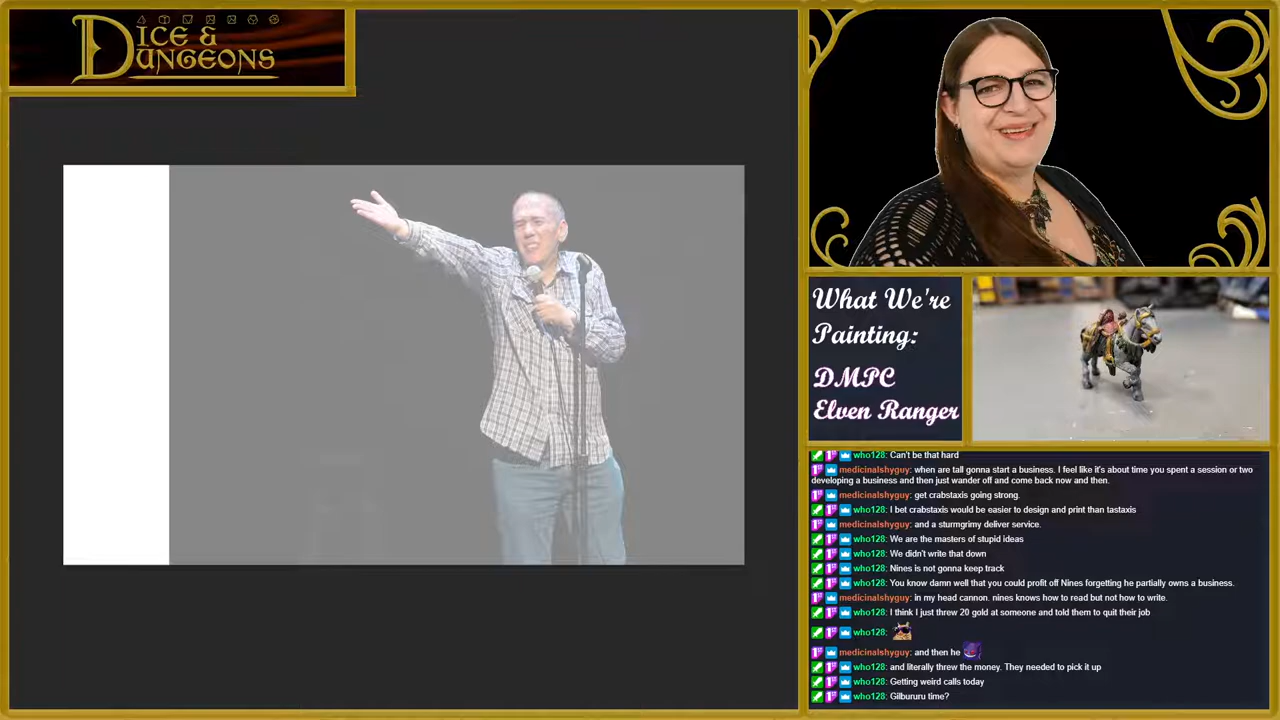 Dice &
Dungeons
What We're
Painting:
DMPC
Elven Ranger
who128: Can't be that hard
medicinalshyguy: when are tall gonna start a business. I feel like it's about time you spent a session or two
developing a business and then just wander off and come back now and then.
medicinalshyguy: get crabstaxis going strong.
who128: I bet crabstaxis would be easier to design and print than tastaxis
medicinalshyguy: and a sturmgrimy deliver service.
who128: We are the masters of stupid ideas
who128: We didn't write that down
who128: Nines is not gonna keep track
who128: You know damn well that you could profit off Nines forgetting he partially owns a business.
medicinalshyguy: in my head cannon. nines knows how to read but not how to write.
who128: I think I just threw 20 gold at someone and told them to quit their job
who128:
medicinalshyguy: and then he
who128: and literally threw the money. They needed to pick it up
who128: Getting weird calls today
who128: Gilbururu time?